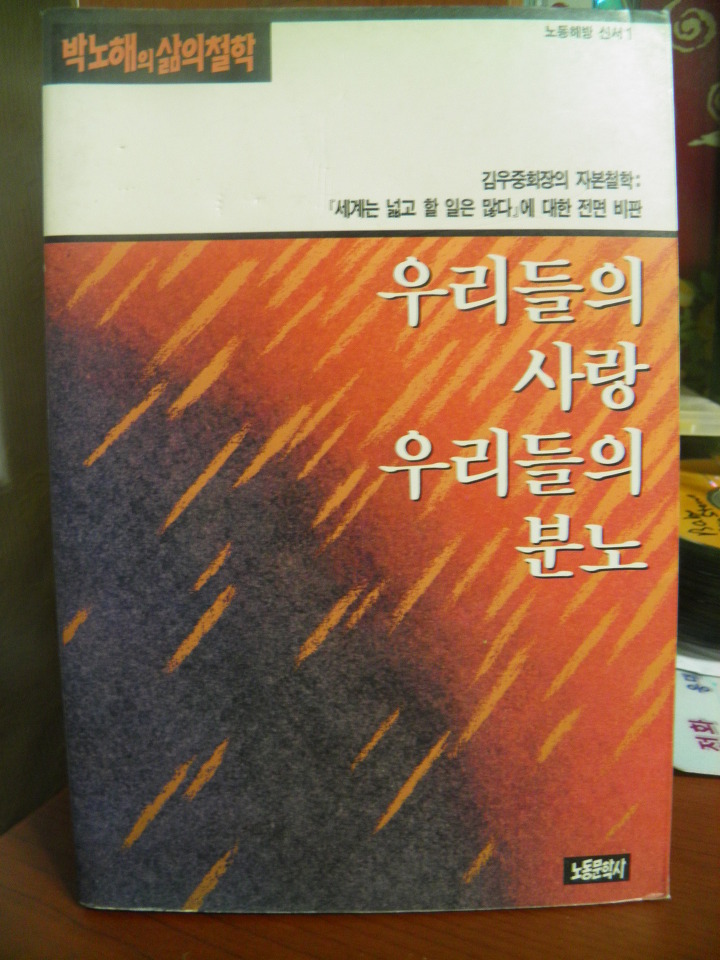 박노해의 삶의 철학
노동해방 신서 1
김우중회장의 자본철학:
『세계는 넓고 할 일은 많다』에 대한 전면 비판
우리들의
사랑
우리들의
분노
노동문학사